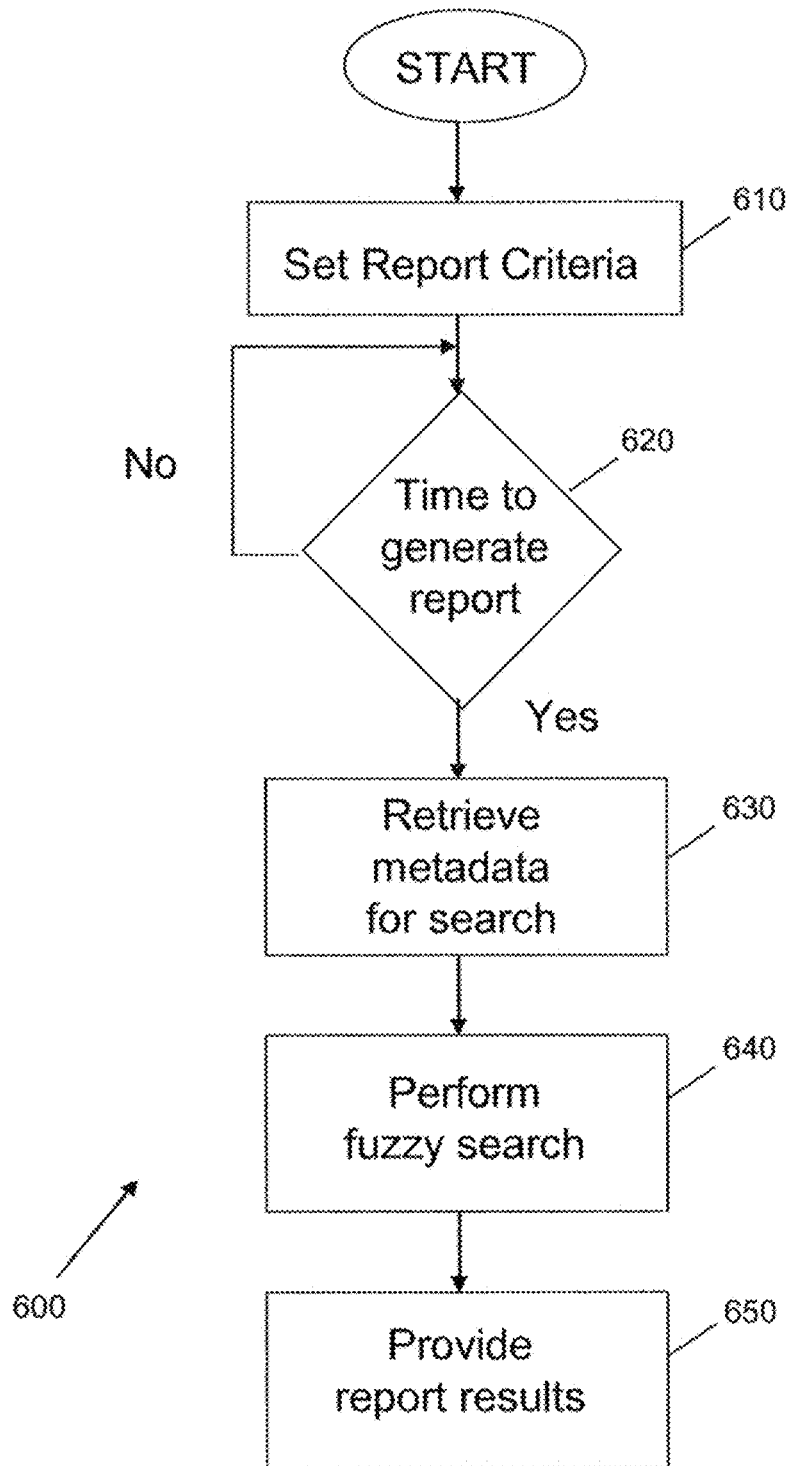 START
610
Set Report Criteria
620
No
Time to
generate
report
Yes
630
Retrieve
metadata
for search
640
Perform
fuzzy search
600
650
Provide
report results